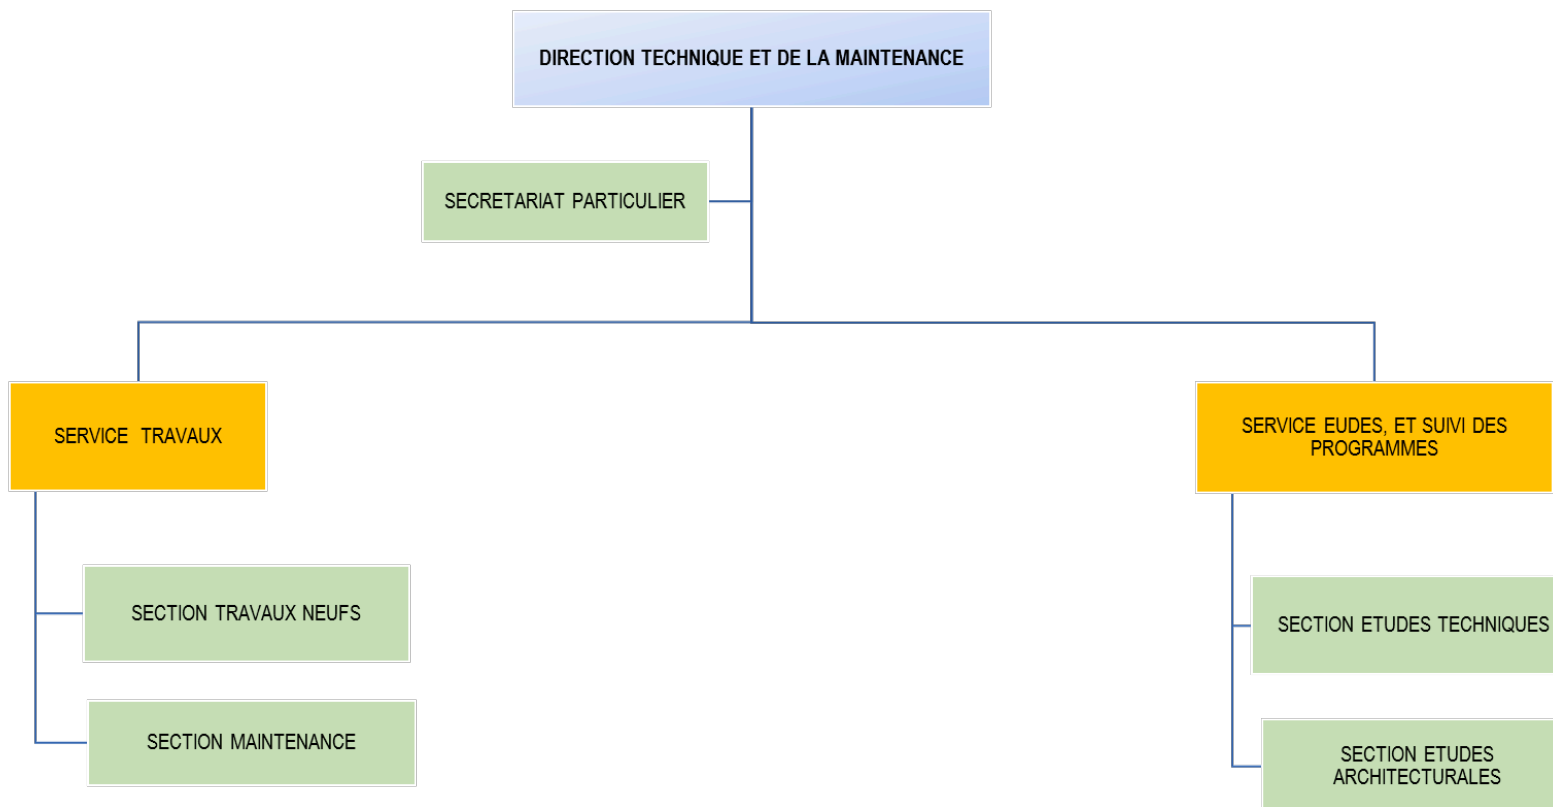 DIRECTION TECHNIQUE ET DE LA MAINTENANCE
SECRETARIAT PARTICULIER
SERVICE TRAVAUX
SERVICE EUDES, ET SUIVI DES
PROGRAMMES
SECTION TRAVAUX NEUFS
SECTION MAINTENANCE
SECTION ETUDES TECHNIQUES
SECTION ETUDES
ARCHITECTURALES